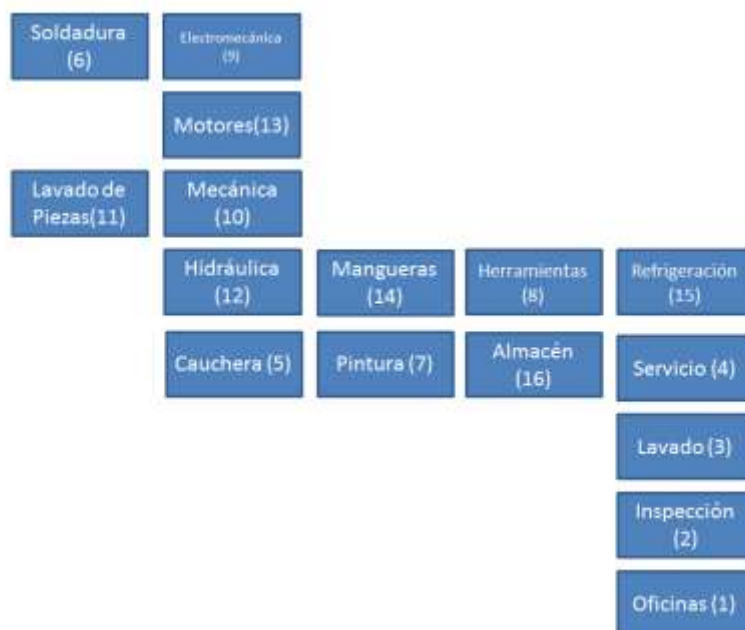 Soldadura
(6)
Electromecánica
(9)
Motores(13)
Lavado de
Piezas(11)
Mecánica
(10)
Hidráulica
(12)
Mangueras
(14)
Herramientas
(8)
Refrigeración
(15)
Cauchera (5)
Pintura (7)
Almacén
(16)
Servicio (4)
Lavado (3)
Inspección
(2)
Oficinas (1)